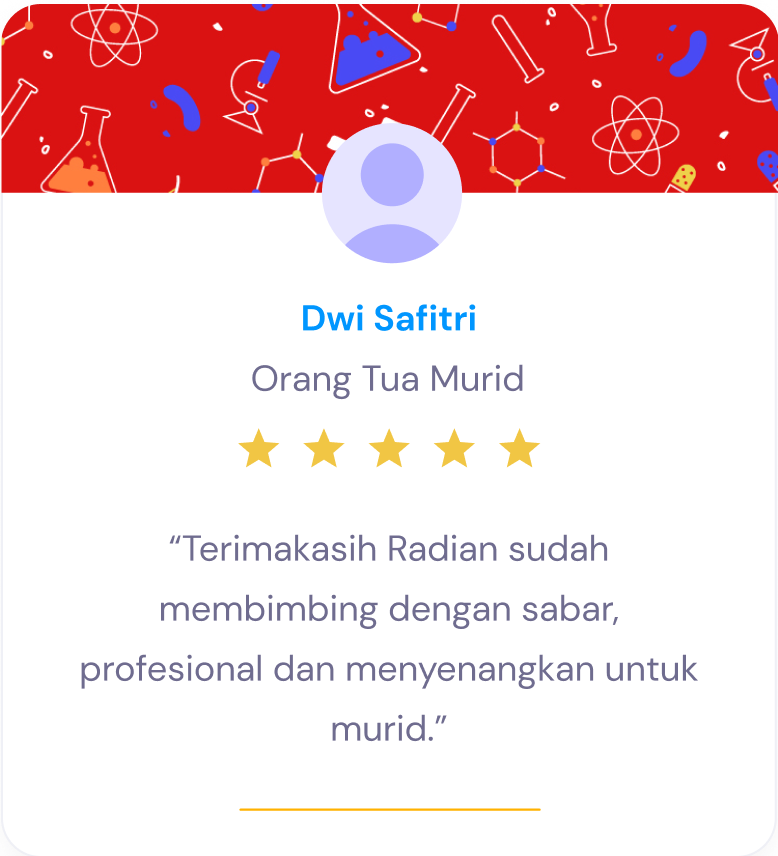 Dwi Safitri
Orang Tua Murid
“Terimakasih Radian sudah
membimbing dengan sabar,
profesional dan menyenangkan untuk
murid.”